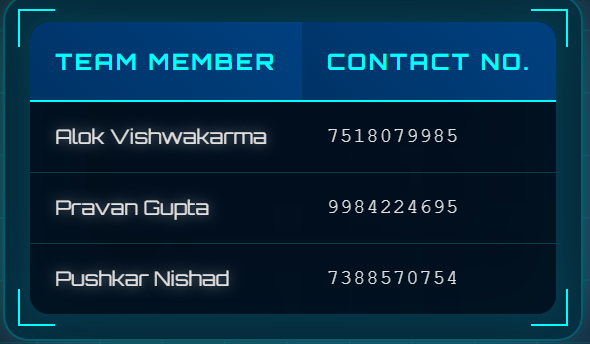 TEAM MEMBER CONTACT NO.
Alok Vishwakarma 7518079985
Pravan Gupta 9984224695
Pushkar Nishad 7388570754